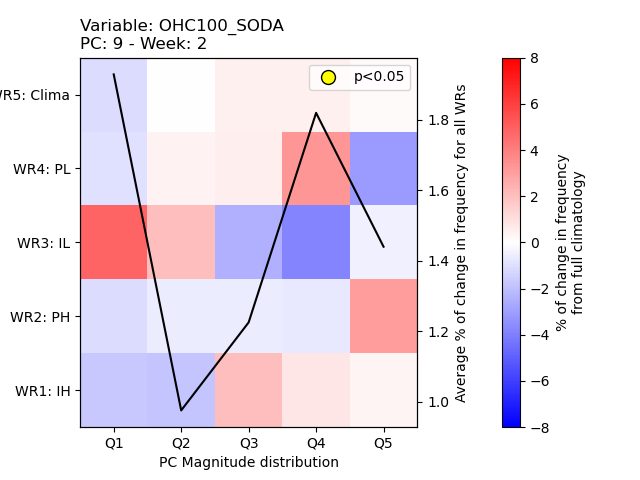 Variable: OHC100_SODA
PC: 9 - Week: 2
p<0.05
WR5: Clima
WR4: PL
WR3: IL
WR2: PH
WR1: IH
Q1 Q2 Q3 Q4 Q5
PC Magnitude distribution
1.8
1.6
1.4
1.2
1.0
Average % of change in frequency for all WRs
8
6
4
2
0
−2
−4
−6
−8
% of change in frequency
from full climatology